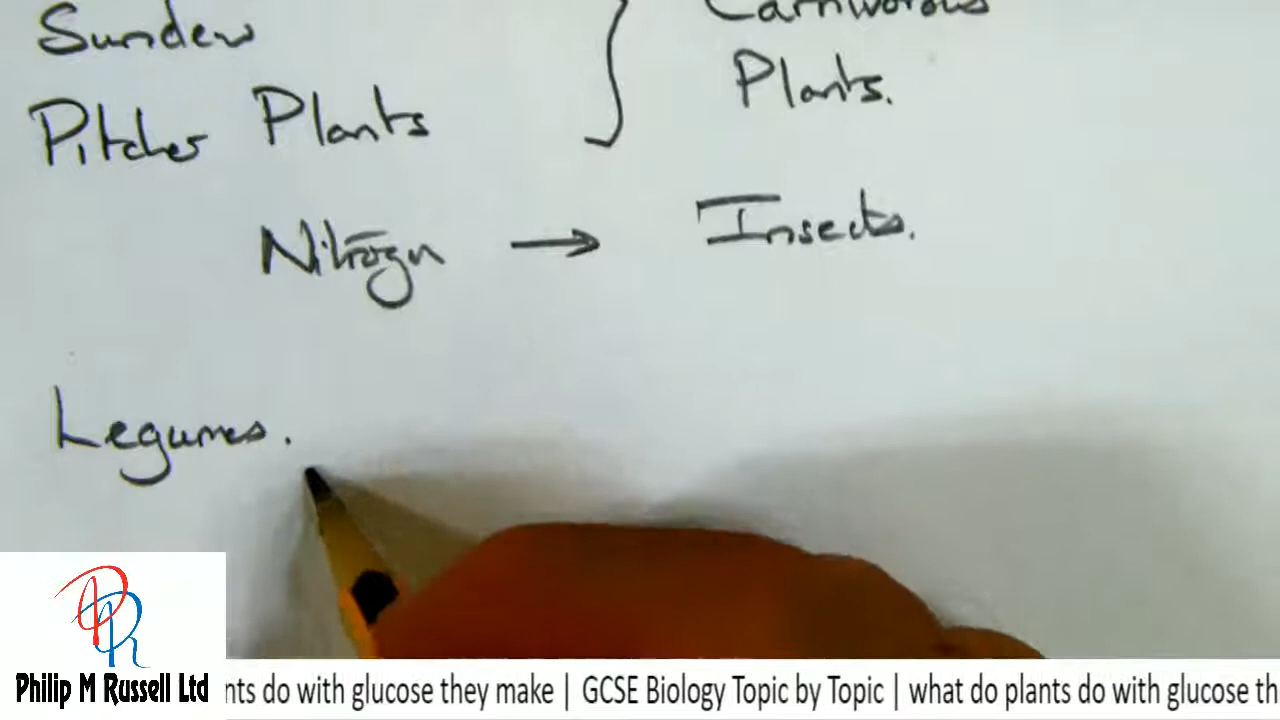 Sundew
Carnivorous
Pitcher Plants
Plants.
Nitrogn → Insects.
Legumes.
PR
Philip M Russell Ltd
nts do with glucose they make | GCSE Biology Topic by Topic | what do plants do with glucose th